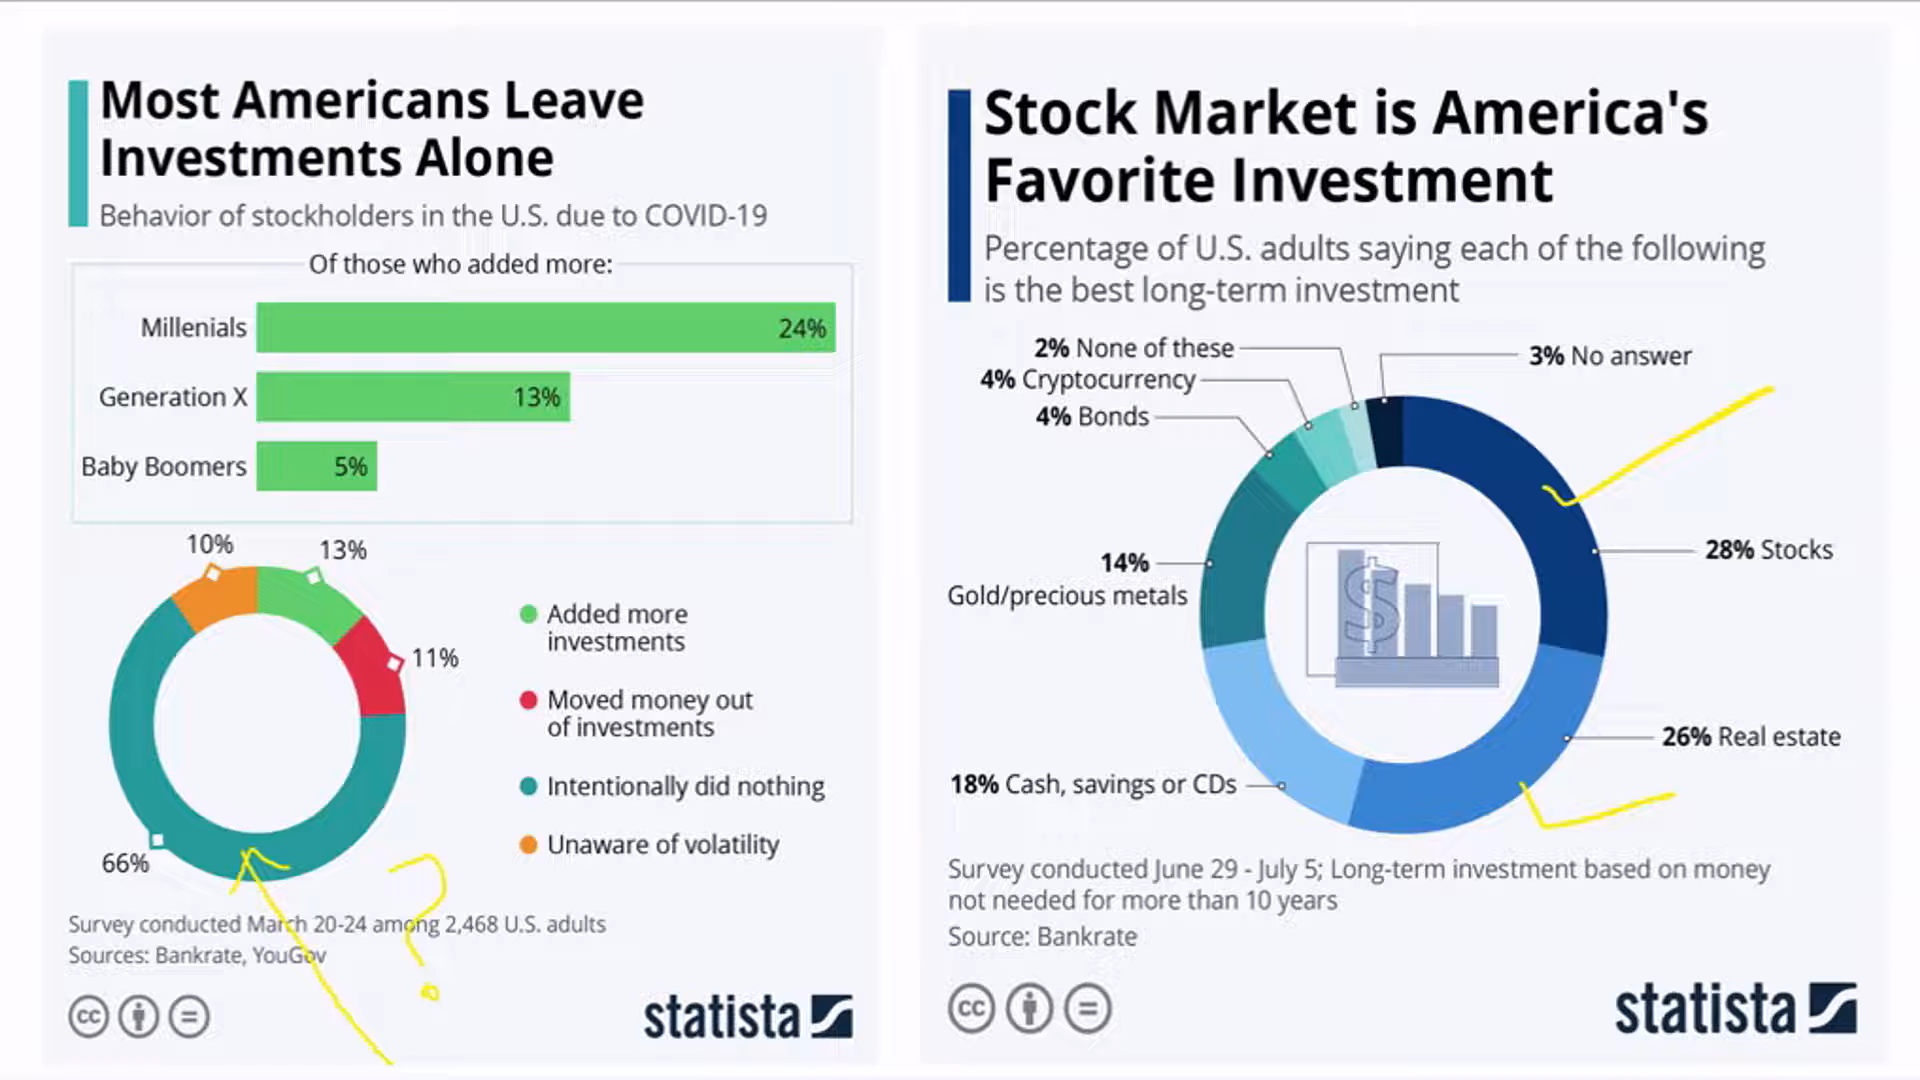 Most Americans Leave
Investments Alone
Behavior of stockholders in the U.S. due to COVID-19
Of those who added more:
Millenials 24%
Generation X 13%
Baby Boomers 5%
10%
13%
11%
66%
Added more
investments
Moved money out
of investments
Intentionally did nothing
Unaware of volatility
?
Survey conducted March 20-24 among 2,468 U.S. adults
Sources: Bankrate, YouGov
cc =
statista
Stock Market is America's
Favorite Investment
Percentage of U.S. adults saying each of the following
is the best long-term investment
2% None of these
3% No answer
4% Cryptocurrency
4% Bonds
28% Stocks
14%
Gold/precious metals
$
26% Real estate
18% Cash, savings or CDs
Survey conducted June 29 - July 5; Long-term investment based on money
not needed for more than 10 years
Source: Bankrate
cc =
statista